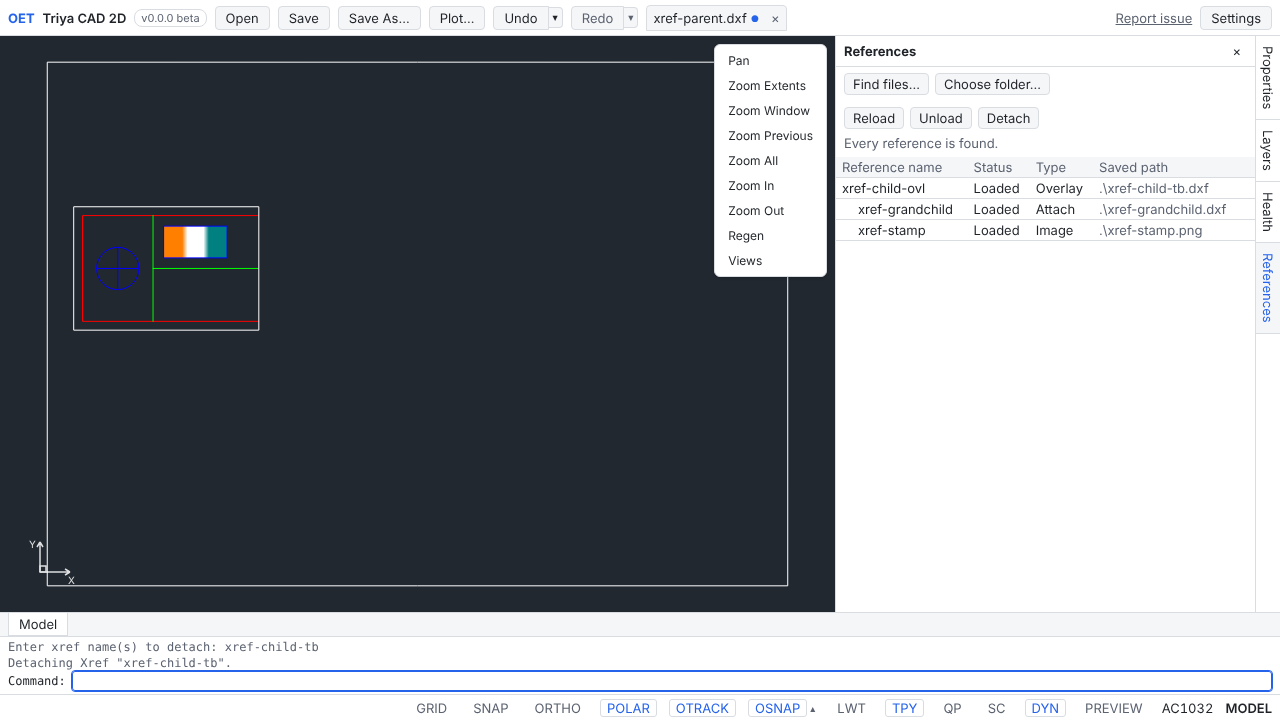 OET Triya CAD 2D v0.0.0 beta Open Save Save As... Plot... Undo ▾ Redo ▾ xref-parent.dxf × Report issue Settings
Pan
Zoom Extents
Zoom Window
Zoom Previous
Zoom All
Zoom In
Zoom Out
Regen
Views
Y
X
References ×
Find files... Choose folder...
Reload Unload Detach
Every reference is found.
Reference name Status Type Saved path
xref-child-ovl Loaded Overlay .\xref-child-tb.dxf
xref-grandchild Loaded Attach .\xref-grandchild.dxf
xref-stamp Loaded Image .\xref-stamp.png
Properties
Layers
Health
References
Model
Enter xref name(s) to detach: xref-child-tb
Detaching Xref "xref-child-tb".
Command:
GRID SNAP ORTHO POLAR OTRACK OSNAP ▴ LWT TPY QP SC DYN PREVIEW AC1032 MODEL